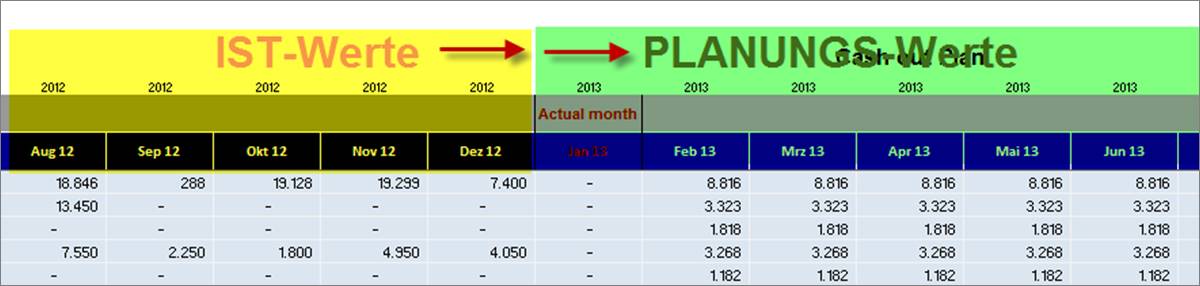 IST-Werte PLANUNGS-Werte
Cash out Plan
2012 2012 2012 2012 2012 2013 2013 2013 2013 2013 2013
Actual month
Aug 12 Sep 12 Okt 12 Nov 12 Dez 12 Jan 13 Feb 13 Mrz 13 Apr 13 Mai 13 Jun 13
18.846 288 19.128 19.299 7.400 - 8.816 8.816 8.816 8.816 8.816
13.450 - - - - - 3.323 3.323 3.323 3.323 3.323
- - - - - - 1.818 1.818 1.818 1.818 1.818
7.550 2.250 1.800 4.950 4.050 - 3.268 3.268 3.268 3.268 3.268
- - - - - - 1.182 1.182 1.182 1.182 1.182